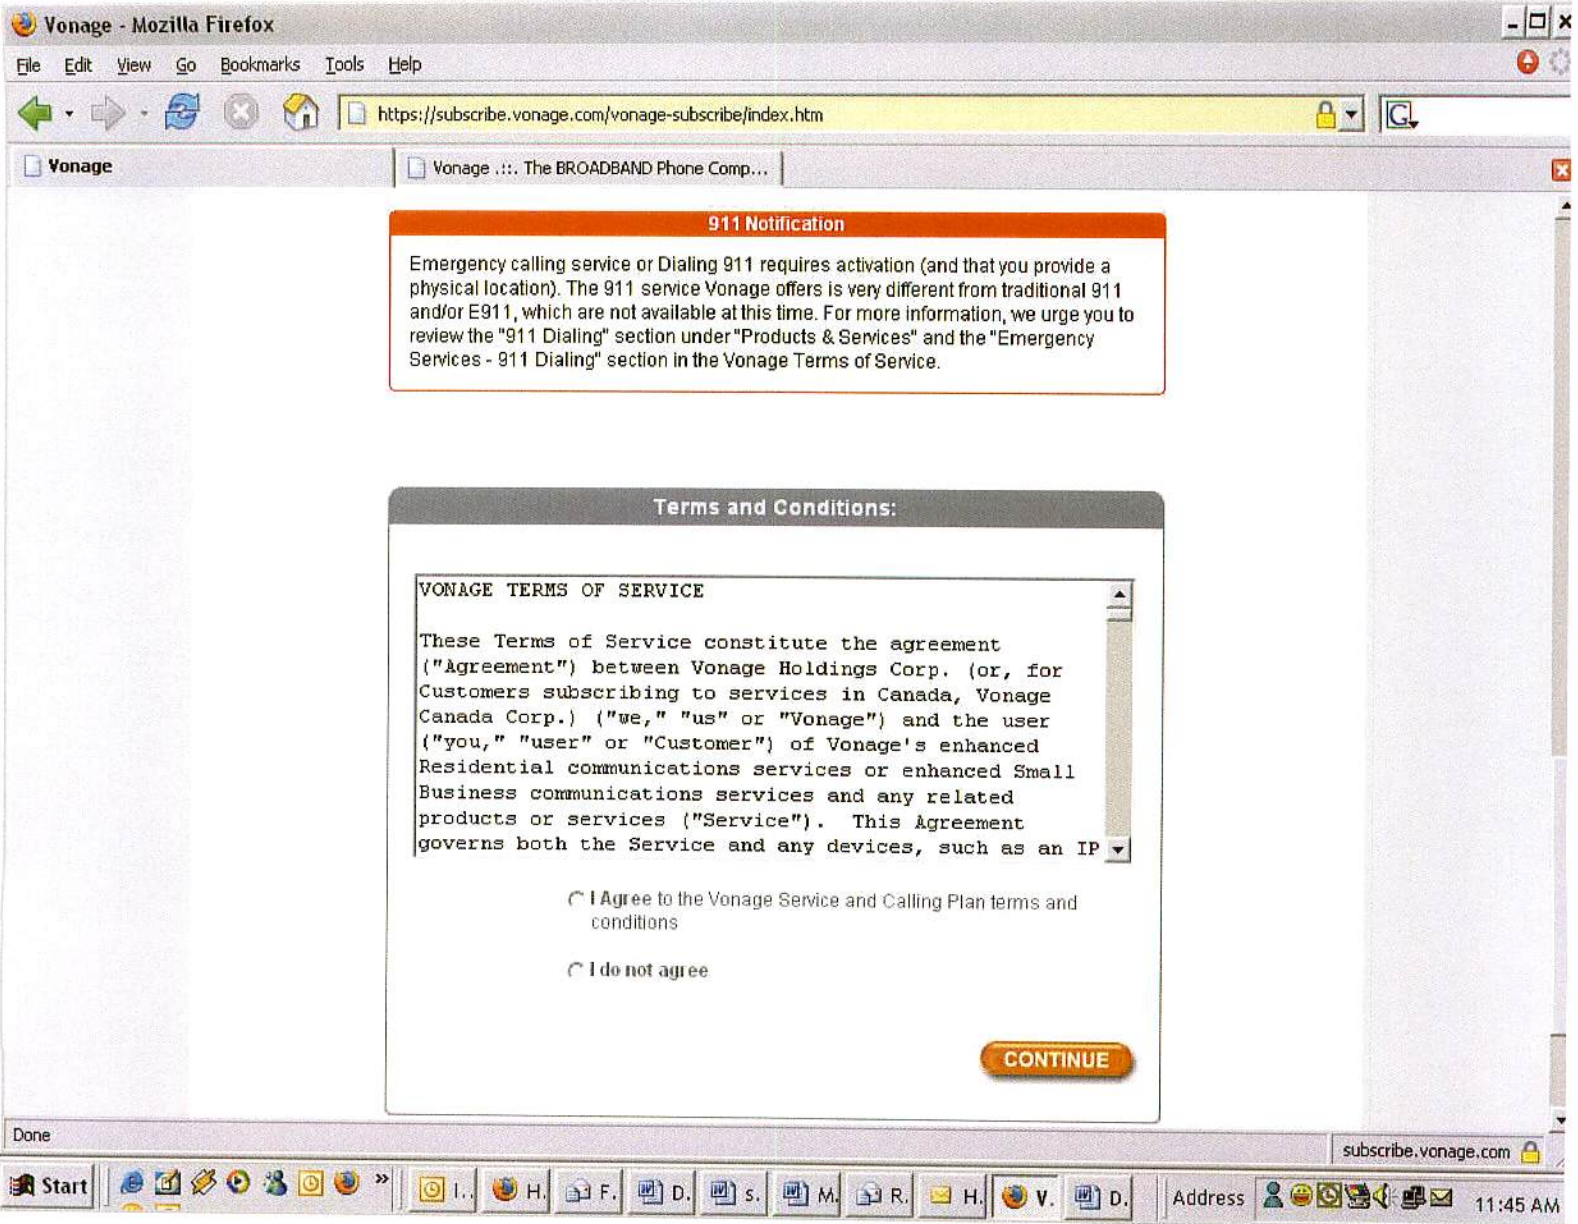 Vonage - Mozilla Firefox
File Edit View Go Bookmarks Tools Help
https://subscribe.vonage.com/vonage-subscribe/index.htm
G
Vonage
Vonage .::. The BROADBAND Phone Comp...
911 Notification
Emergency calling service or Dialing 911 requires activation (and that you provide a
physical location). The 911 service Vonage offers is very different from traditional 911
and/or E911, which are not available at this time. For more information, we urge you to
review the "911 Dialing" section under "Products & Services" and the "Emergency
Services - 911 Dialing" section in the Vonage Terms of Service.
Terms and Conditions:
VONAGE TERMS OF SERVICE
These Terms of Service constitute the agreement
("Agreement") between Vonage Holdings Corp. (or, for
Customers subscribing to services in Canada, Vonage
Canada Corp.) ("we," "us" or "Vonage") and the user
("you," "user" or "Customer") of Vonage's enhanced
Residential communications services or enhanced Small
Business communications services and any related
products or services ("Service").  This Agreement
governs both the Service and any devices, such as an IP
I Agree to the Vonage Service and Calling Plan terms and
conditions
I do not agree
CONTINUE
Done
subscribe.vonage.com
Start » I.. H. F. D. s. M. R. H. V. D. Address 11:45 AM